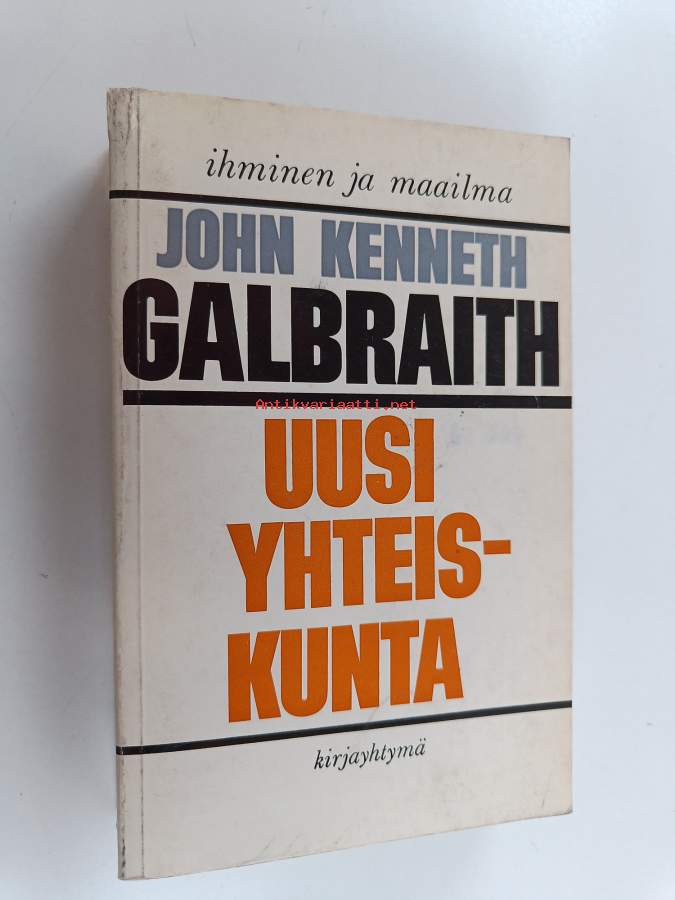 ihminen ja maailma
JOHN KENNETH
GALBRAITH
Antikvariaatti.net
UUSI
YHTEIS-
KUNTA
kirjayhtymä